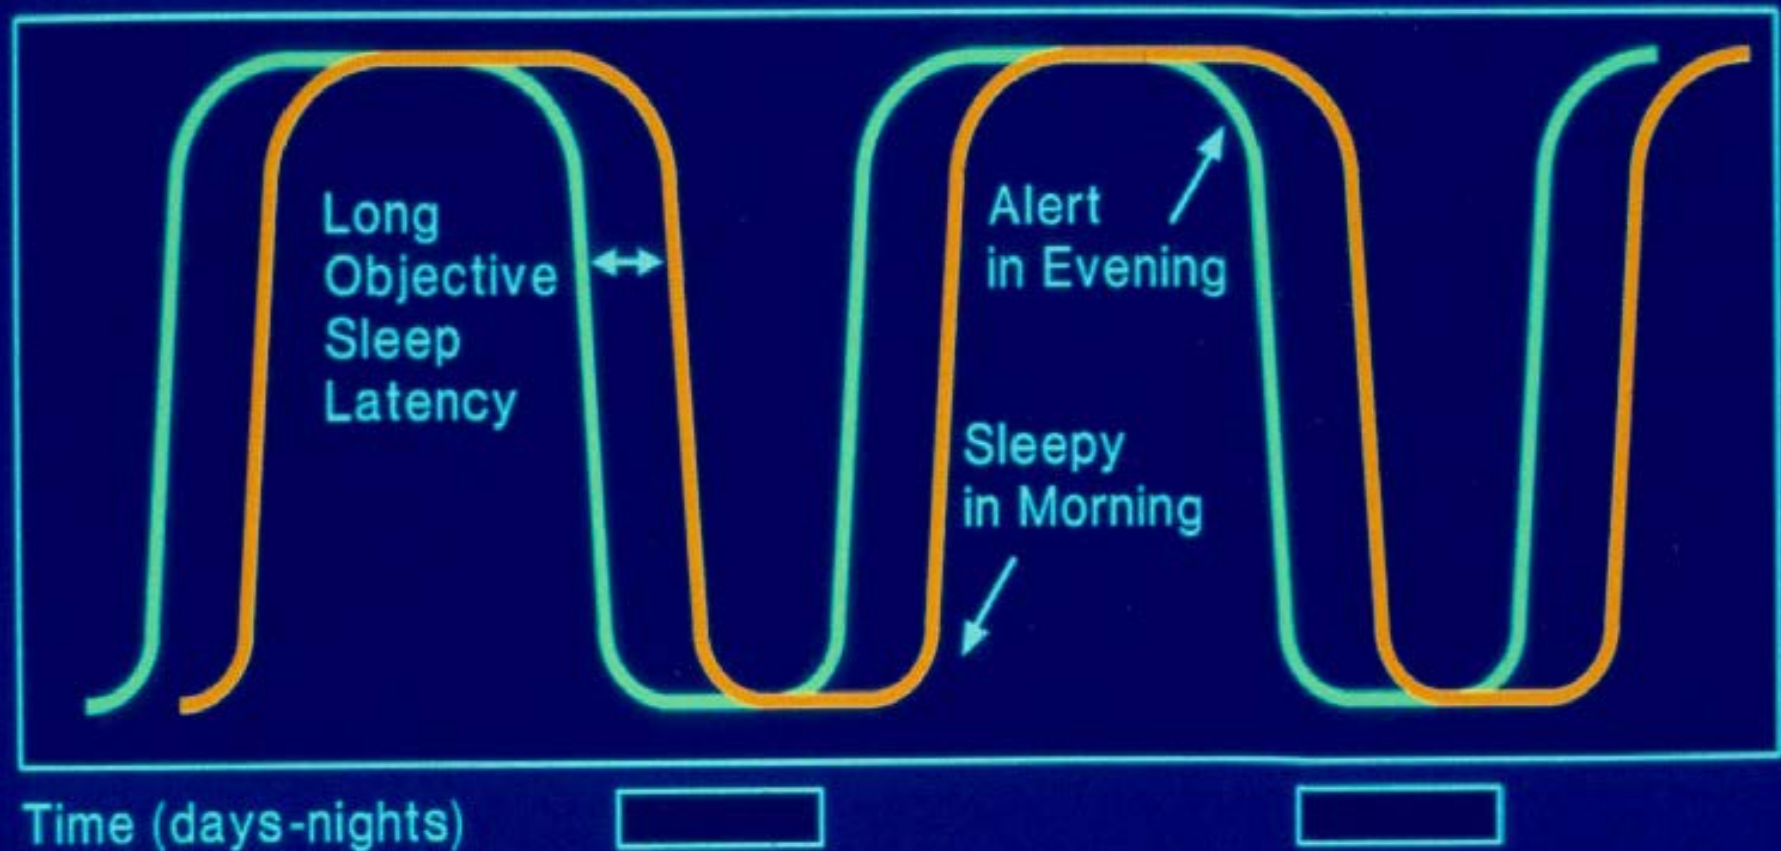 Long
Objective
Sleep
Latency
Alert
in Evening
Sleepy
in Morning
Time (days-nights)